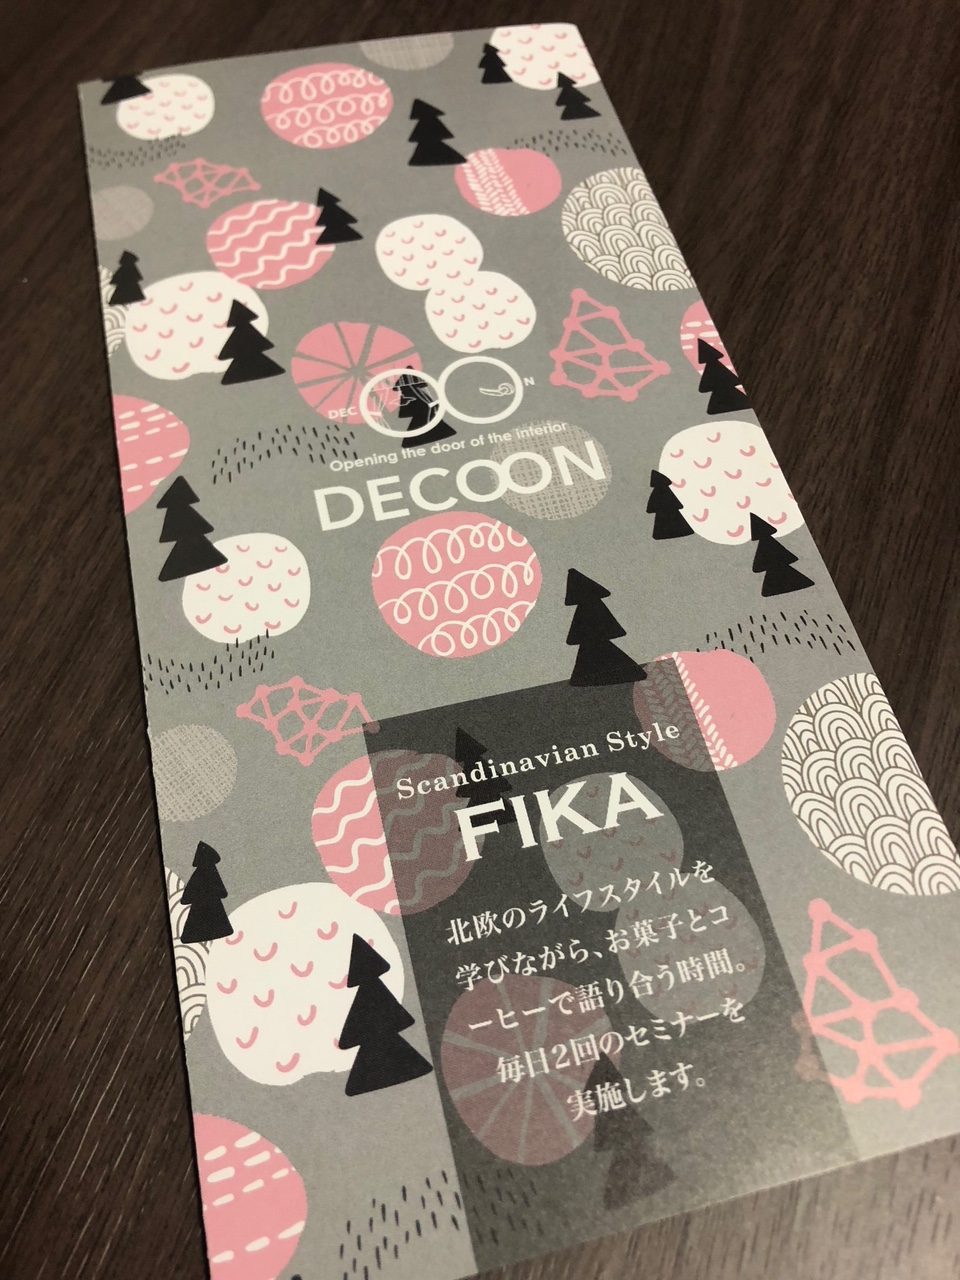 DEC
N
Opening the door of the interior
DECOON
Scandinavian Style
FIKA
北欧のライフスタイルを
学びながら、お菓子とコ
ーヒーで語り合う時間。
毎日2回のセミナーを
実施します。